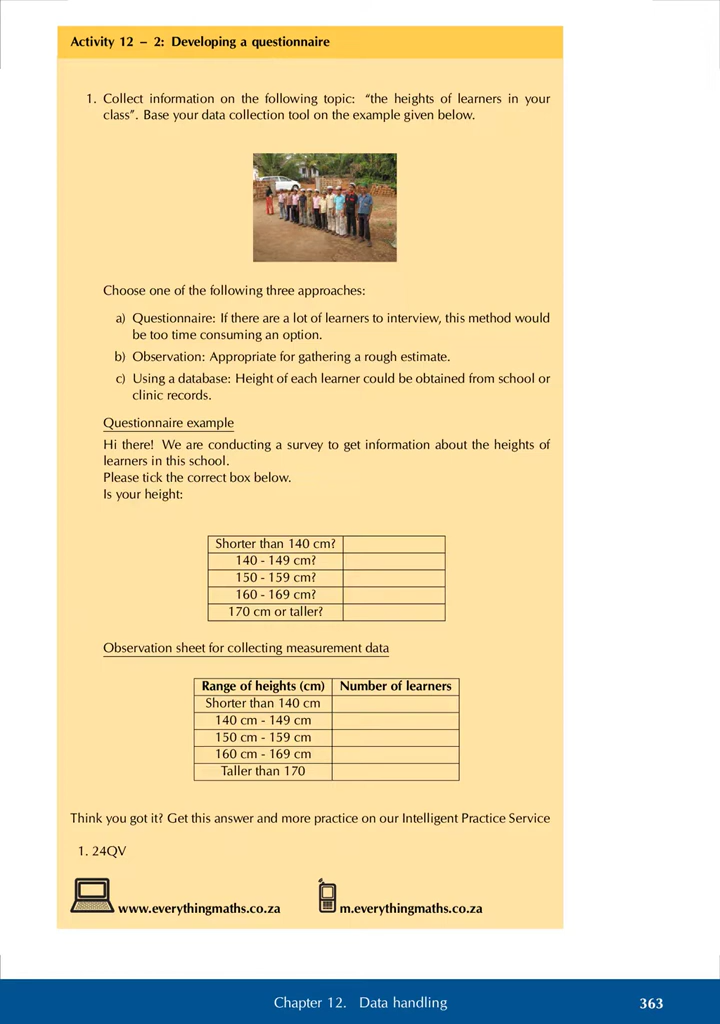 Activity 12 – 2: Developing a questionnaire
1. Collect information on the following topic: “the heights of learners in your
class”. Base your data collection tool on the example given below.
Choose one of the following three approaches:
a) Questionnaire: If there are a lot of learners to interview, this method would
be too time consuming an option.
b) Observation: Appropriate for gathering a rough estimate.
c) Using a database: Height of each learner could be obtained from school or
clinic records.
Questionnaire example
Hi there! We are conducting a survey to get information about the heights of
learners in this school.
Please tick the correct box below.
Is your height:
Shorter than 140 cm?
140 - 149 cm?
150 - 159 cm?
160 - 169 cm?
170 cm or taller?
Observation sheet for collecting measurement data
Range of heights (cm) Number of learners
Shorter than 140 cm
140 cm - 149 cm
150 cm - 159 cm
160 cm - 169 cm
Taller than 170
Think you got it? Get this answer and more practice on our Intelligent Practice Service
1. 24QV
www.everythingmaths.co.za m.everythingmaths.co.za
Chapter 12. Data handling 363